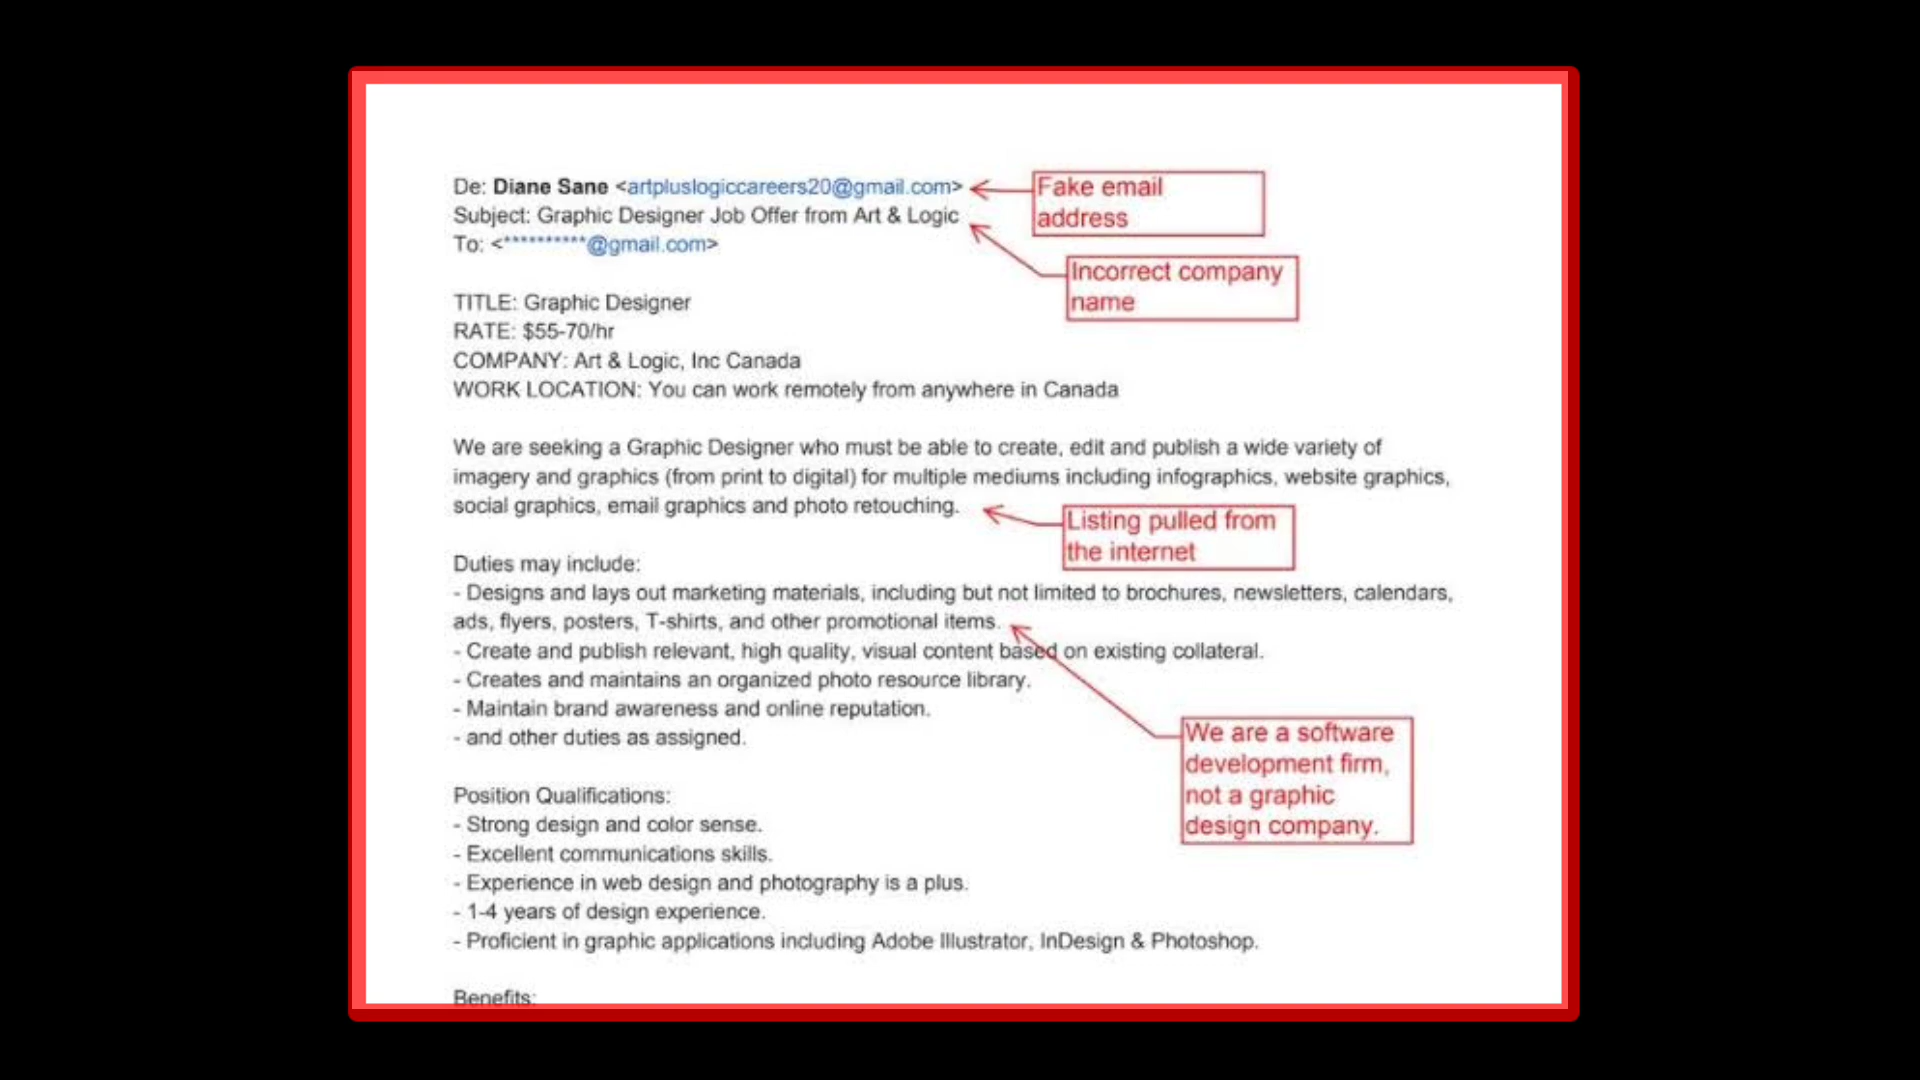 De: Diane Sane <artpluslogiccareers20@gmail.com>
Fake email
address
Subject: Graphic Designer Job Offer from Art & Logic
To: <**********@gmail.com>
Incorrect company
name
TITLE: Graphic Designer
RATE: $55-70/hr
COMPANY: Art & Logic, Inc Canada
WORK LOCATION: You can work remotely from anywhere in Canada
We are seeking a Graphic Designer who must be able to create, edit and publish a wide variety of
imagery and graphics (from print to digital) for multiple mediums including infographics, website graphics,
social graphics, email graphics and photo retouching.
Listing pulled from
the internet
Duties may include:
- Designs and lays out marketing materials, including but not limited to brochures, newsletters, calendars,
ads, flyers, posters, T-shirts, and other promotional items.
- Create and publish relevant, high quality, visual content based on existing collateral.
- Creates and maintains an organized photo resource library.
- Maintain brand awareness and online reputation.
- and other duties as assigned.
We are a software
development firm,
not a graphic
design company.
Position Qualifications:
- Strong design and color sense.
- Excellent communications skills.
- Experience in web design and photography is a plus.
- 1-4 years of design experience.
- Proficient in graphic applications including Adobe Illustrator, InDesign & Photoshop.
Benefits: